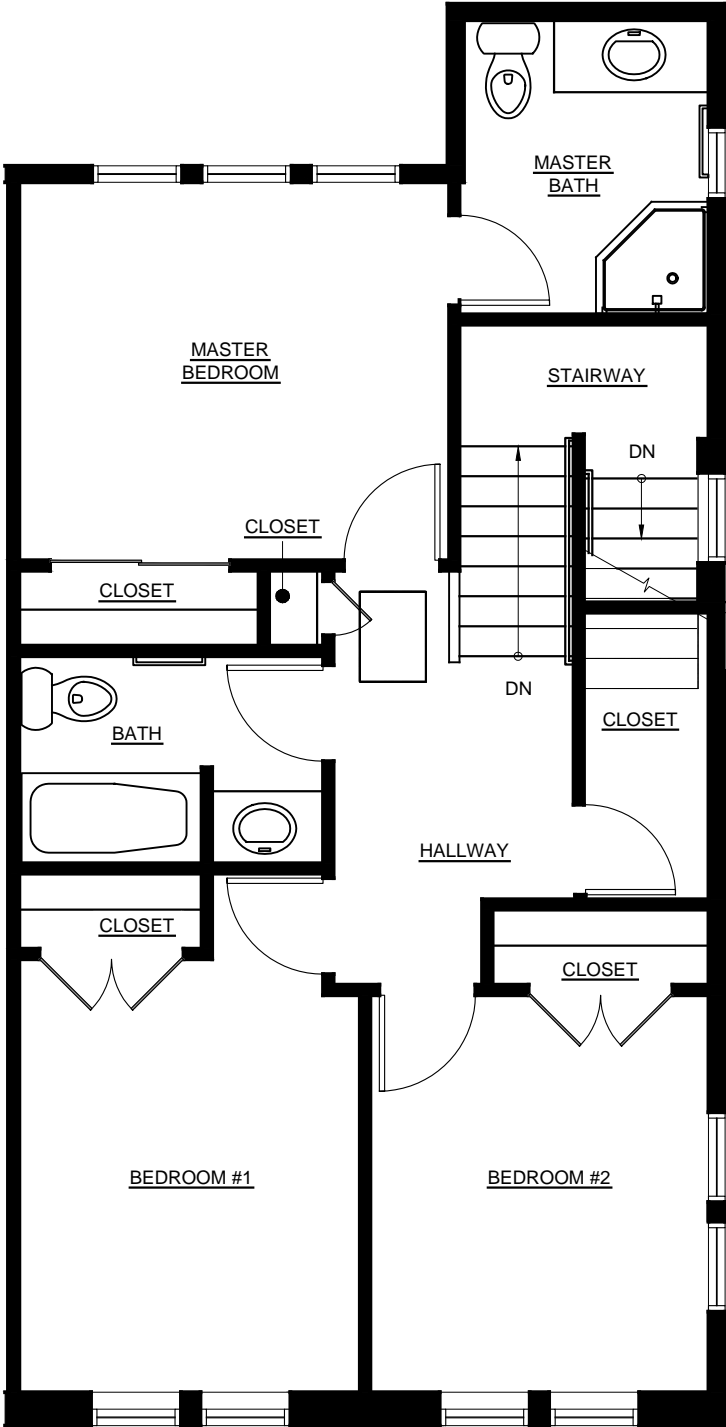 MASTER
BATH
MASTER
BEDROOM
STAIRWAY
DN
CLOSET
CLOSET
DN
CLOSET
BATH
HALLWAY
CLOSET
CLOSET
BEDROOM #1
BEDROOM #2